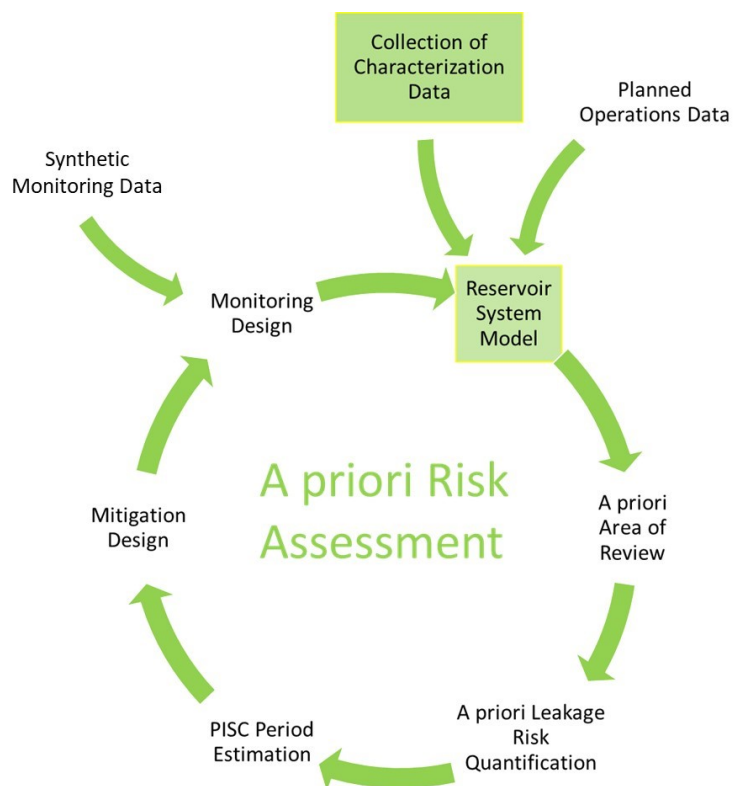 Collection of
Characterization
Data
Planned
Operations Data
Synthetic
Monitoring Data
Monitoring
Design
Reservoir
System
Model
A priori Risk
Assessment
Mitigation
Design
A priori
Area of
Review
PISC Period
Estimation
A priori Leakage
Risk
Quantification